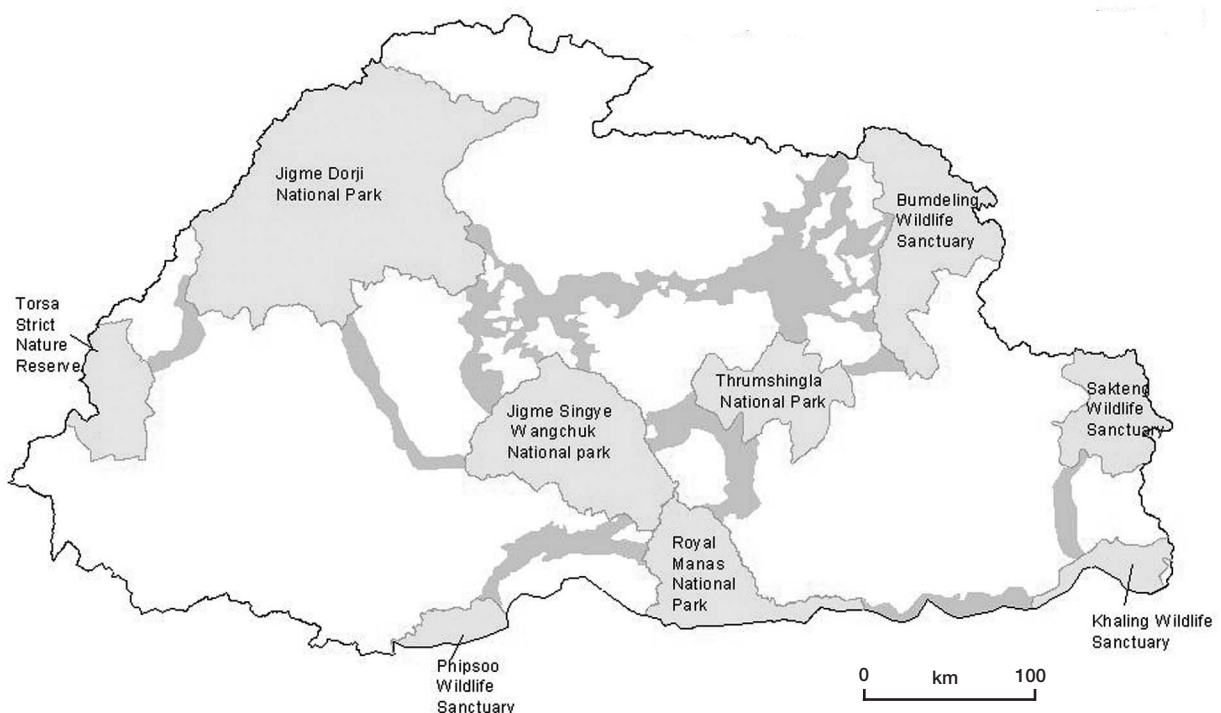 Jigme Dorji
National Park
Bumdeling
Wildlife
Sanctuary
Torsa
Strict
Nature
Reserve
Thrumshingla
National Park
Sakteng
Wildlife
Sanctuary
Jigme Singye
Wangchuk
National park
Royal
Manas
National
Park
Khaling Wildlife
Sanctuary
Phipsoo
Wildlife
Sanctuary
0 km 100